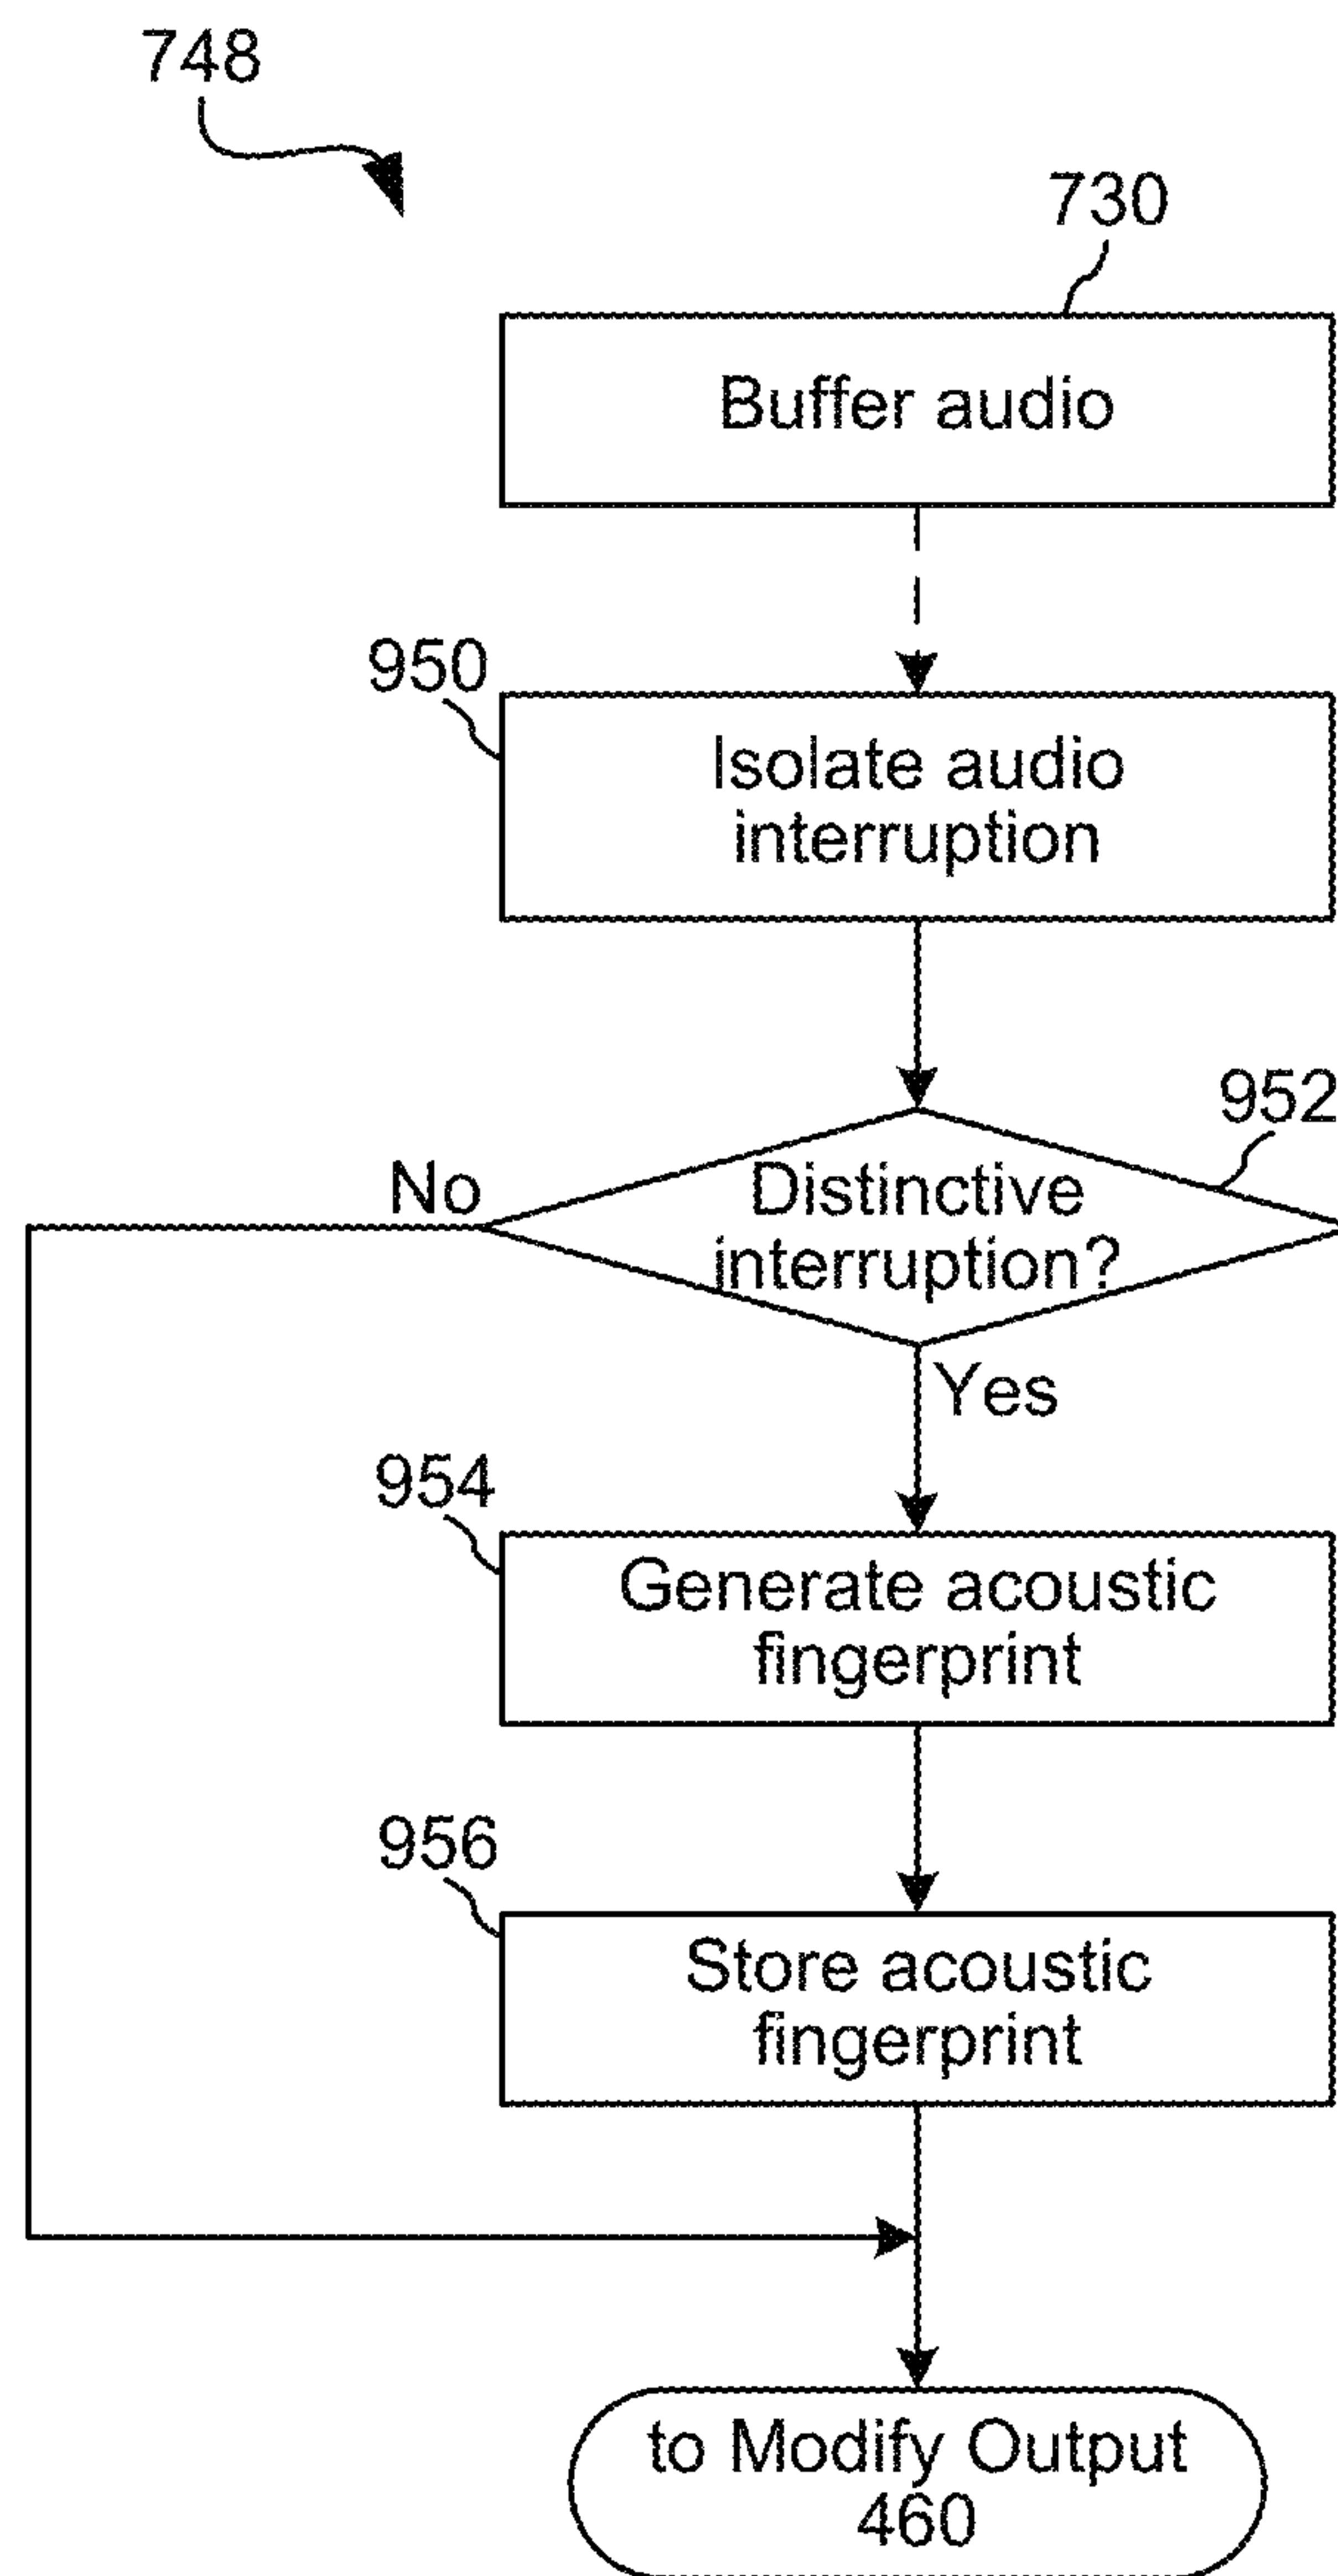 748
730
Buffer audio
950
Isolate audio
interruption
952
No
Distinctive
interruption?
Yes
954
Generate acoustic
fingerprint
956
Store acoustic
fingerprint
to Modify Output
460